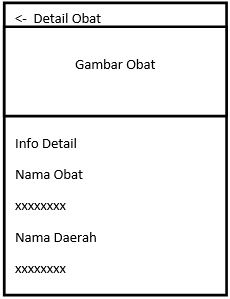 <- Detail Obat
Gambar Obat
Info Detail
Nama Obat
xxxxxxxx
Nama Daerah
xxxxxxxx